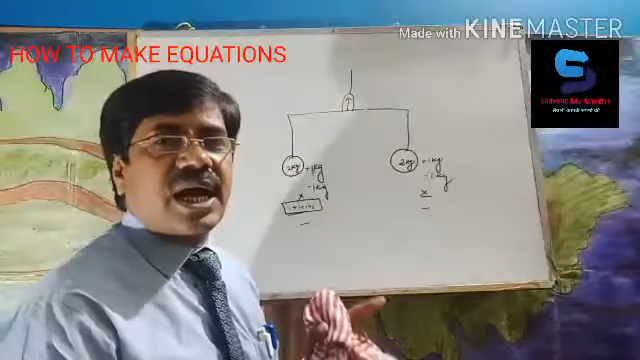 Made with KINEMASTER
HOW TO MAKE EQUATIONS
2kg +1kg
-1kg
x
2kg +1kg
-1kg
x